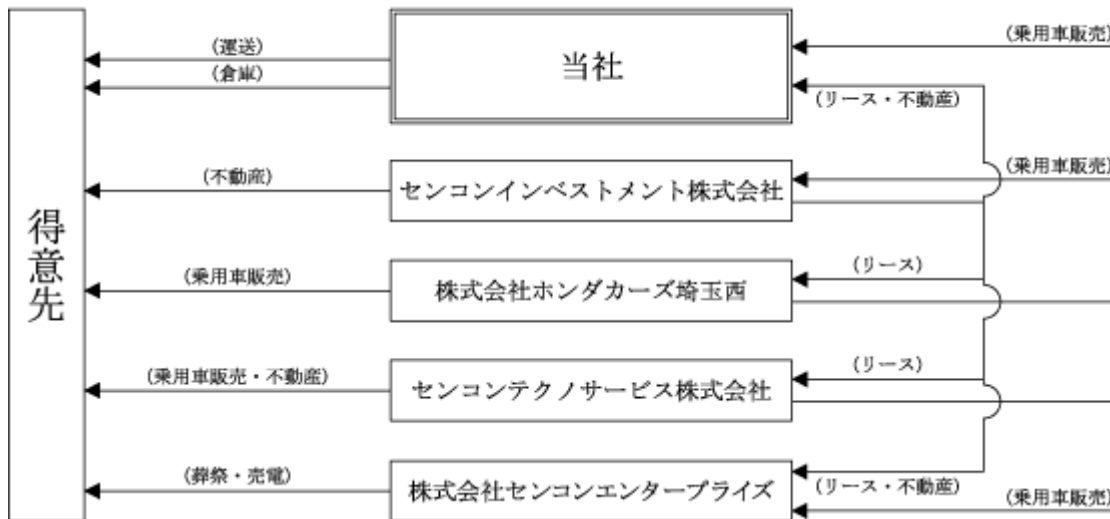 得意先
(運送)
(倉庫)
当社
(乗用車販売)
(リース・不動産)
(不動産)
センコンインベストメント株式会社
(乗用車販売)
(乗用車販売)
株式会社ホンダカーズ埼玉西
(リース)
(乗用車販売・不動産)
センコンテクノサービス株式会社
(リース)
(葬祭・売電)
株式会社センコンエンタープライズ
(リース・不動産)
(乗用車販売)